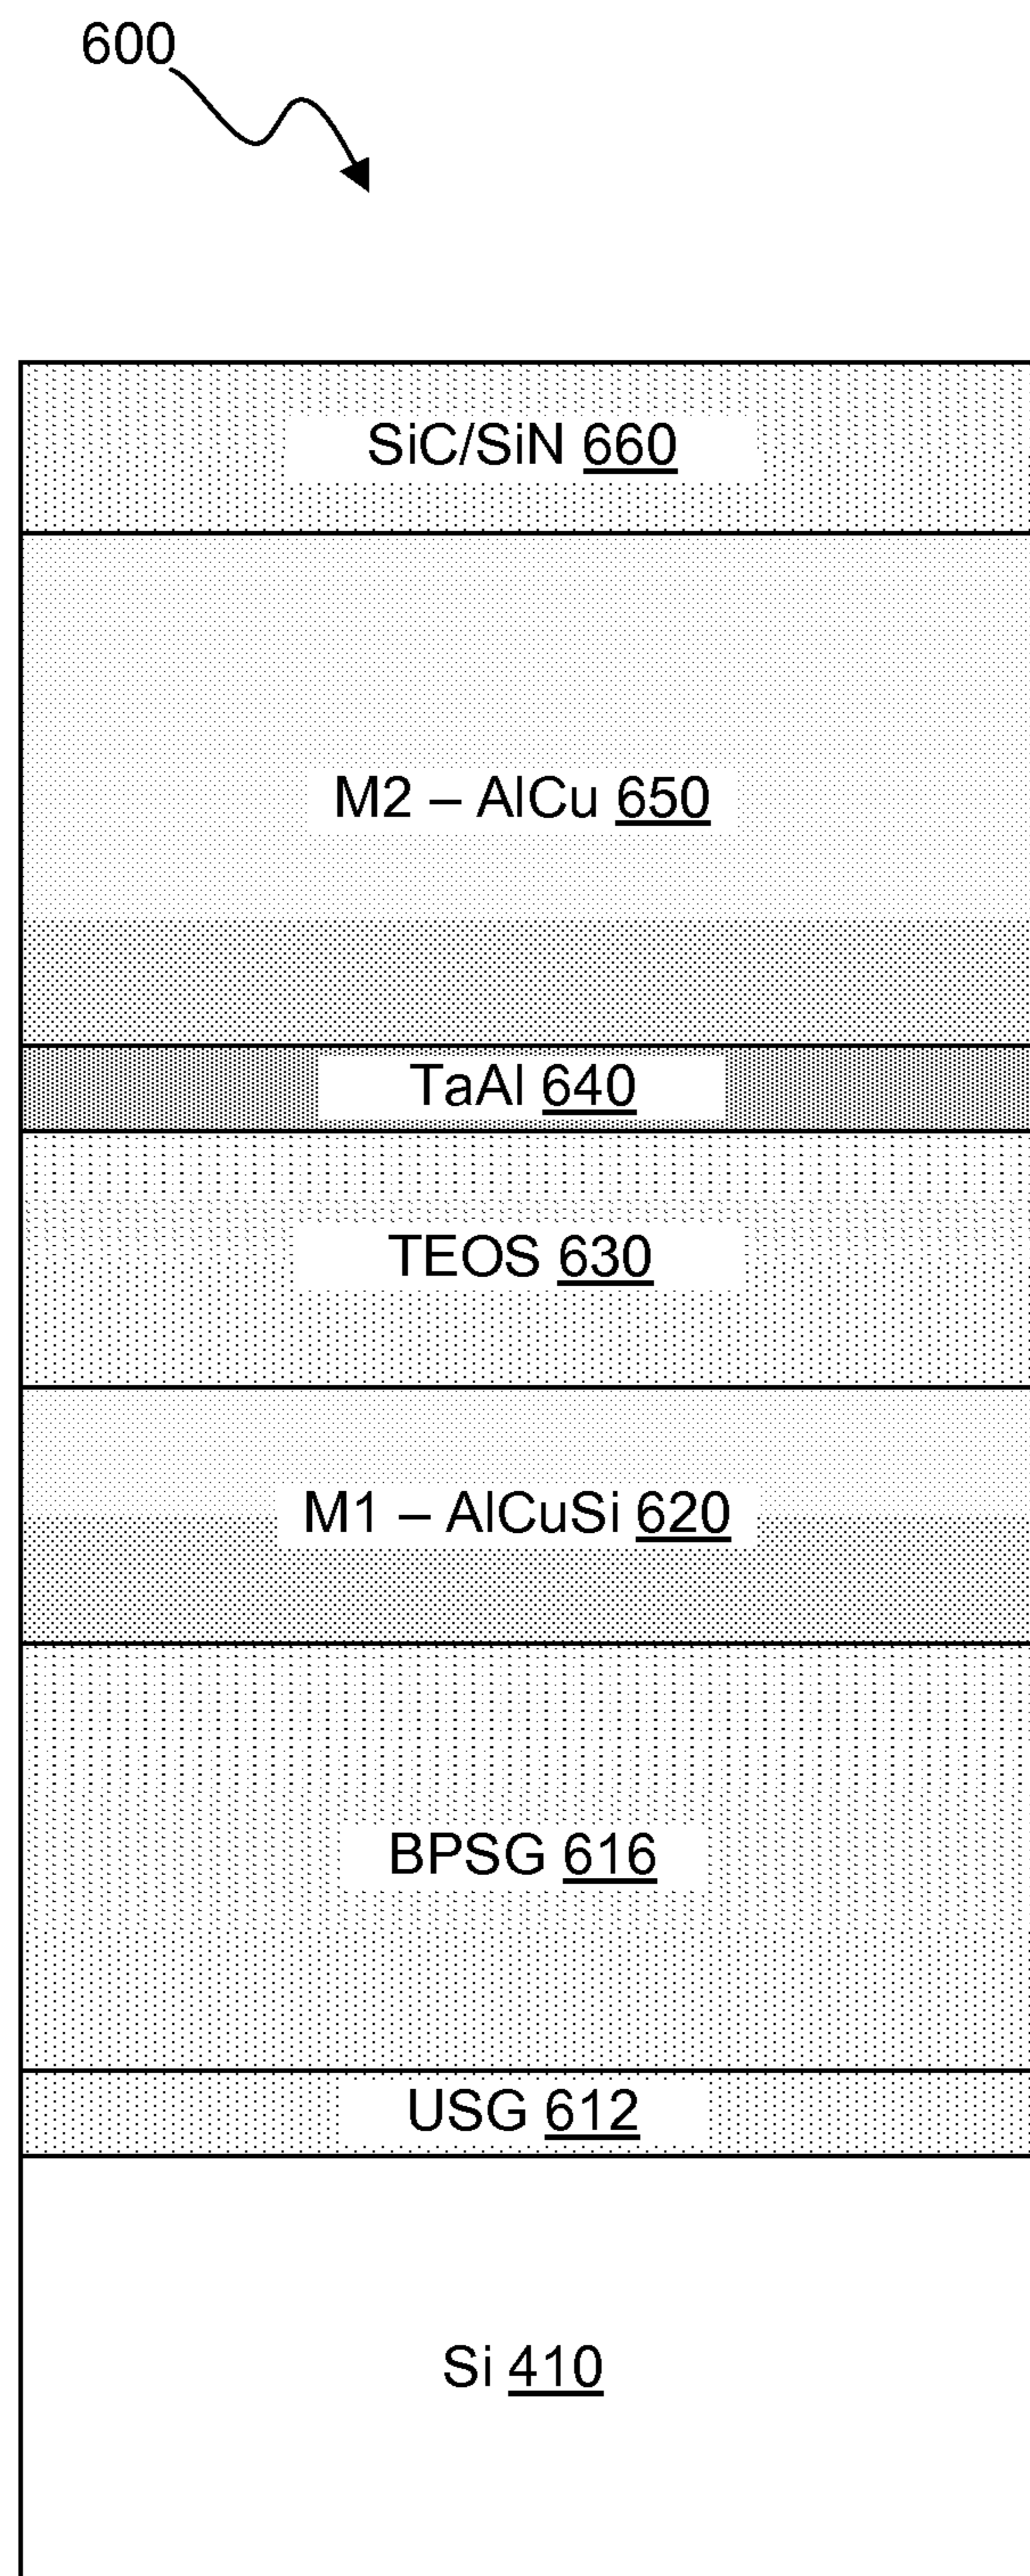 600
SiC/SiN 660
M2 – AlCu 650
TaAl 640
TEOS 630
M1 – AlCuSi 620
BPSG 616
USG 612
Si 410